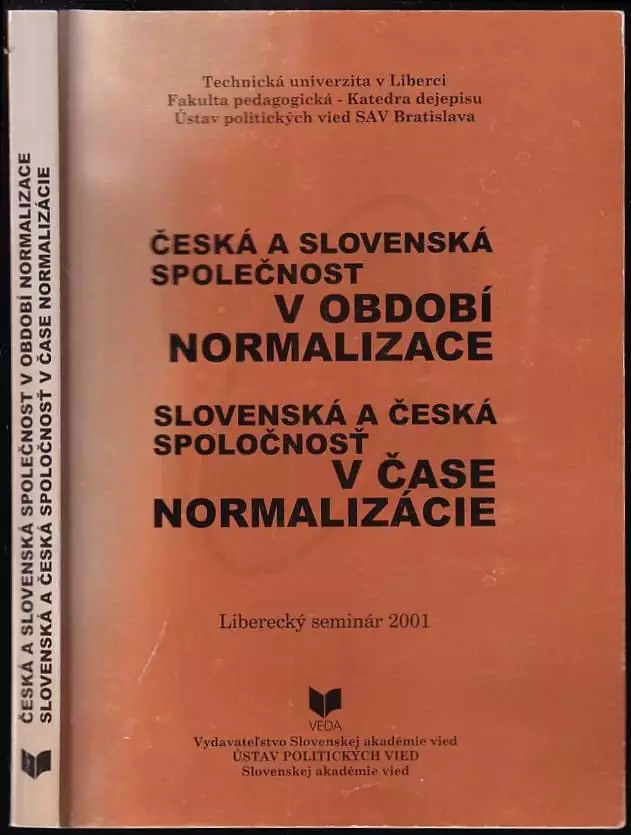 Technická univerzita v Liberci
Fakulta pedagogická - Katedra dejepisu
Ústav politických vied SAV Bratislava
ČESKÁ A SLOVENSKÁ
SPOLEČNOST
V OBDOBÍ
NORMALIZACE
SLOVENSKÁ A ČESKÁ
SPOLOČNOSŤ
V ČASE
NORMALIZÁCIE
Liberecký seminár 2001
VEDA
Vydavateľstvo Slovenskej akadémie vied
ÚSTAV POLITICKÝCH VIED
Slovenskej akadémie vied
ČESKÁ A SLOVENSKÁ SPOLEČNOST V OBDOBÍ NORMALIZACE
SLOVENSKÁ A ČESKÁ SPOLOČNOSŤ V ČASE NORMALIZÁCIE